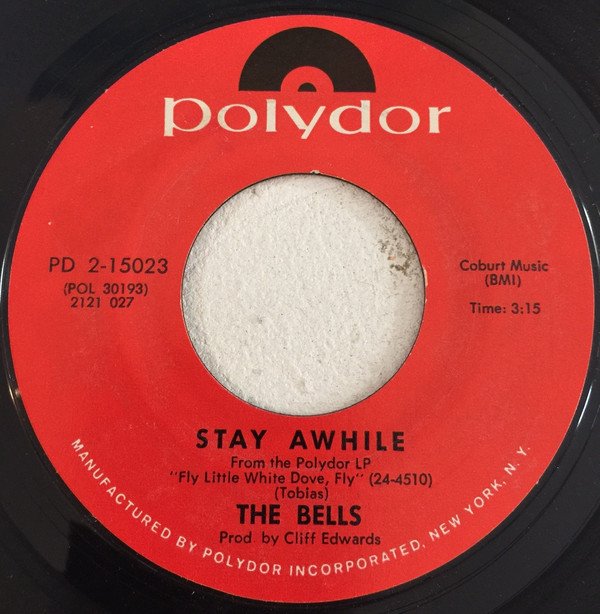 polydor
PD 2-15023
(POL 30193)
2121 027
Coburt Music
(BMI)
Time: 3:15
STAY AWHILE
From the Polydor LP
"Fly Little White Dove, Fly" (24-4510)
(Tobias)
THE BELLS
Prod. by Cliff Edwards
MANUFACTURED BY POLYDOR INCORPORATED, NEW YORK, N. Y.